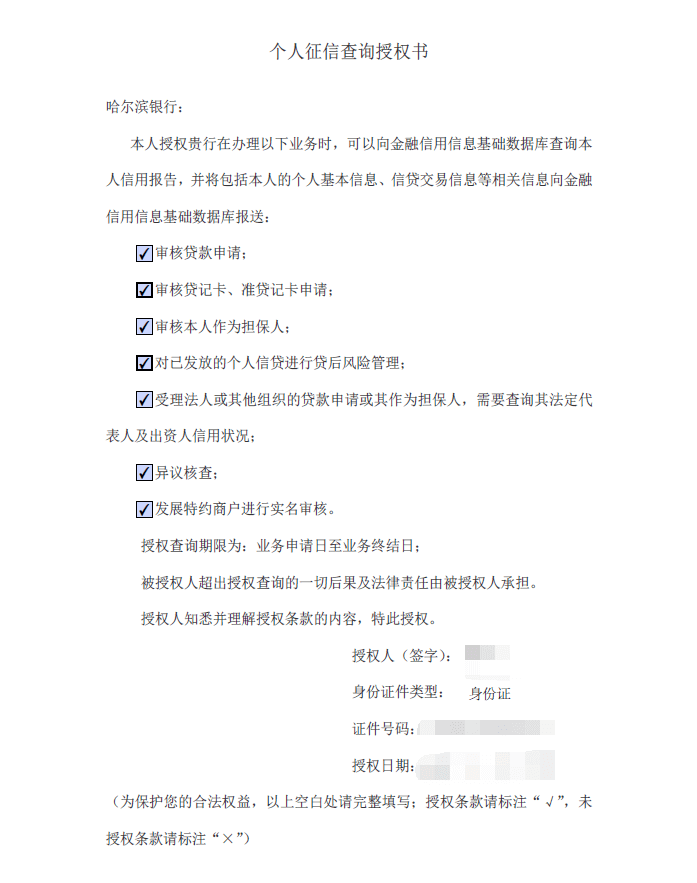 个人征信查询授权书
哈尔滨银行：
本人授权贵行在办理以下业务时，可以向金融信用信息基础数据库查询本
人信用报告，并将包括本人的个人基本信息、信贷交易信息等相关信息向金融
信用信息基础数据库报送：
☑审核贷款申请；
☑审核贷记卡、准贷记卡申请；
☑审核本人作为担保人；
☑对已发放的个人信贷进行贷后风险管理；
☑受理法人或其他组织的贷款申请或其作为担保人，需要查询其法定代
表人及出资人信用状况；
☑异议核查；
☑发展特约商户进行实名审核。
授权查询期限为：业务申请日至业务终结日；
被授权人超出授权查询的一切后果及法律责任由被授权人承担。
授权人知悉并理解授权条款的内容，特此授权。
授权人（签字）：
身份证件类型： 身份证
证件号码：
授权日期：
（为保护您的合法权益，以上空白处请完整填写；授权条款请标注“√”，未
授权条款请标注“×”）